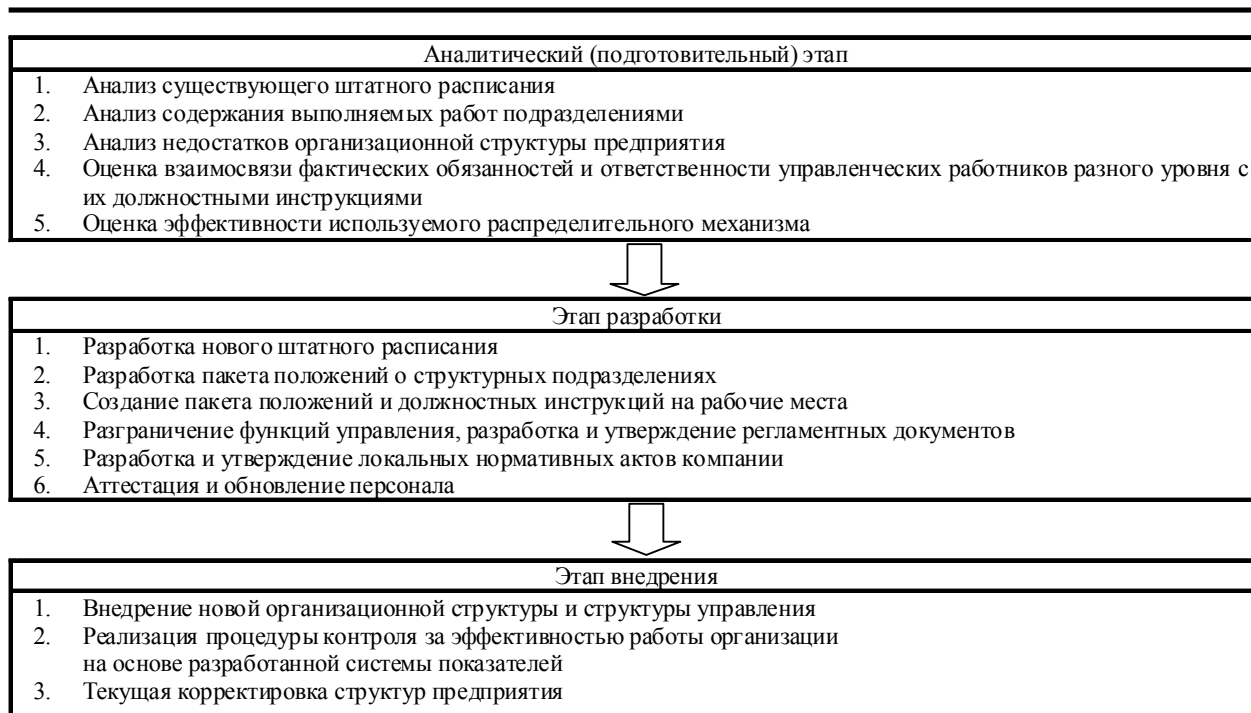 Аналитический (подготовительный) этап
1. Анализ существующего штатного расписания
2. Анализ содержания выполняемых работ подразделениями
3. Анализ недостатков организационной структуры предприятия
4. Оценка взаимосвязи фактических обязанностей и ответственности управленческих работников разного уровня с
их должностными инструкциями
5. Оценка эффективности используемого распределительного механизма
Этап разработки
1. Разработка нового штатного расписания
2. Разработка пакета положений о структурных подразделениях
3. Создание пакета положений и должностных инструкций на рабочие места
4. Разграничение функций управления, разработка и утверждение регламентных документов
5. Разработка и утверждение локальных нормативных актов компании
6. Аттестация и обновление персонала
Этап внедрения
1. Внедрение новой организационной структуры и структуры управления
2. Реализация процедуры контроля за эффективностью работы организации
на основе разработанной системы показателей
3. Текущая корректировка структур предприятия